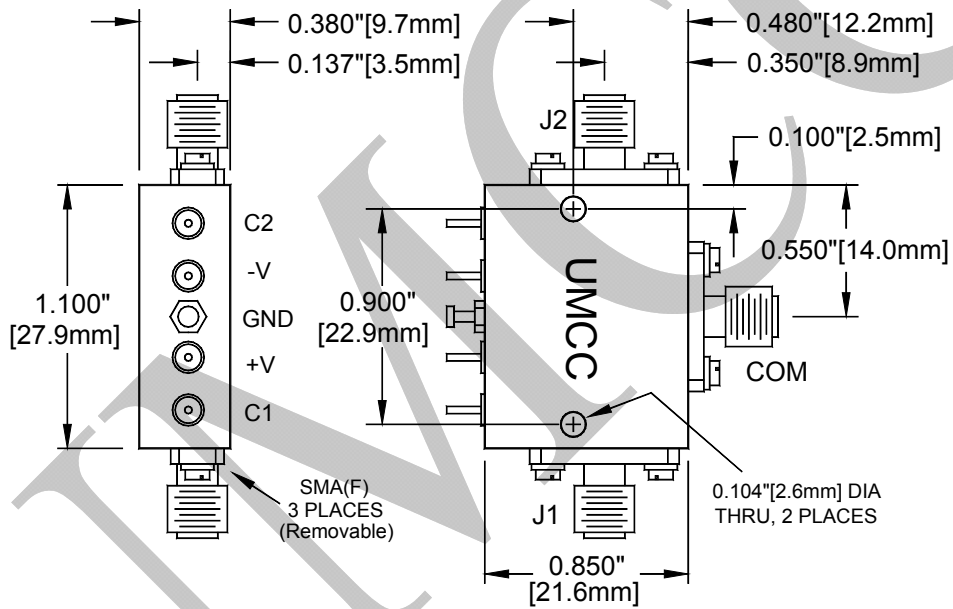 0.380"[9.7mm]
0.137"[3.5mm]
0.480"[12.2mm]
0.350"[8.9mm]
J2
0.100"[2.5mm]
0.550"[14.0mm]
C2
-V
GND
+V
C1
1.100"
[27.9mm]
0.900"
[22.9mm]
UMCC
COM
SMA(F)
3 PLACES
(Removable)
J1
0.104"[2.6mm] DIA
THRU, 2 PLACES
0.850"
[21.6mm]
UMCC